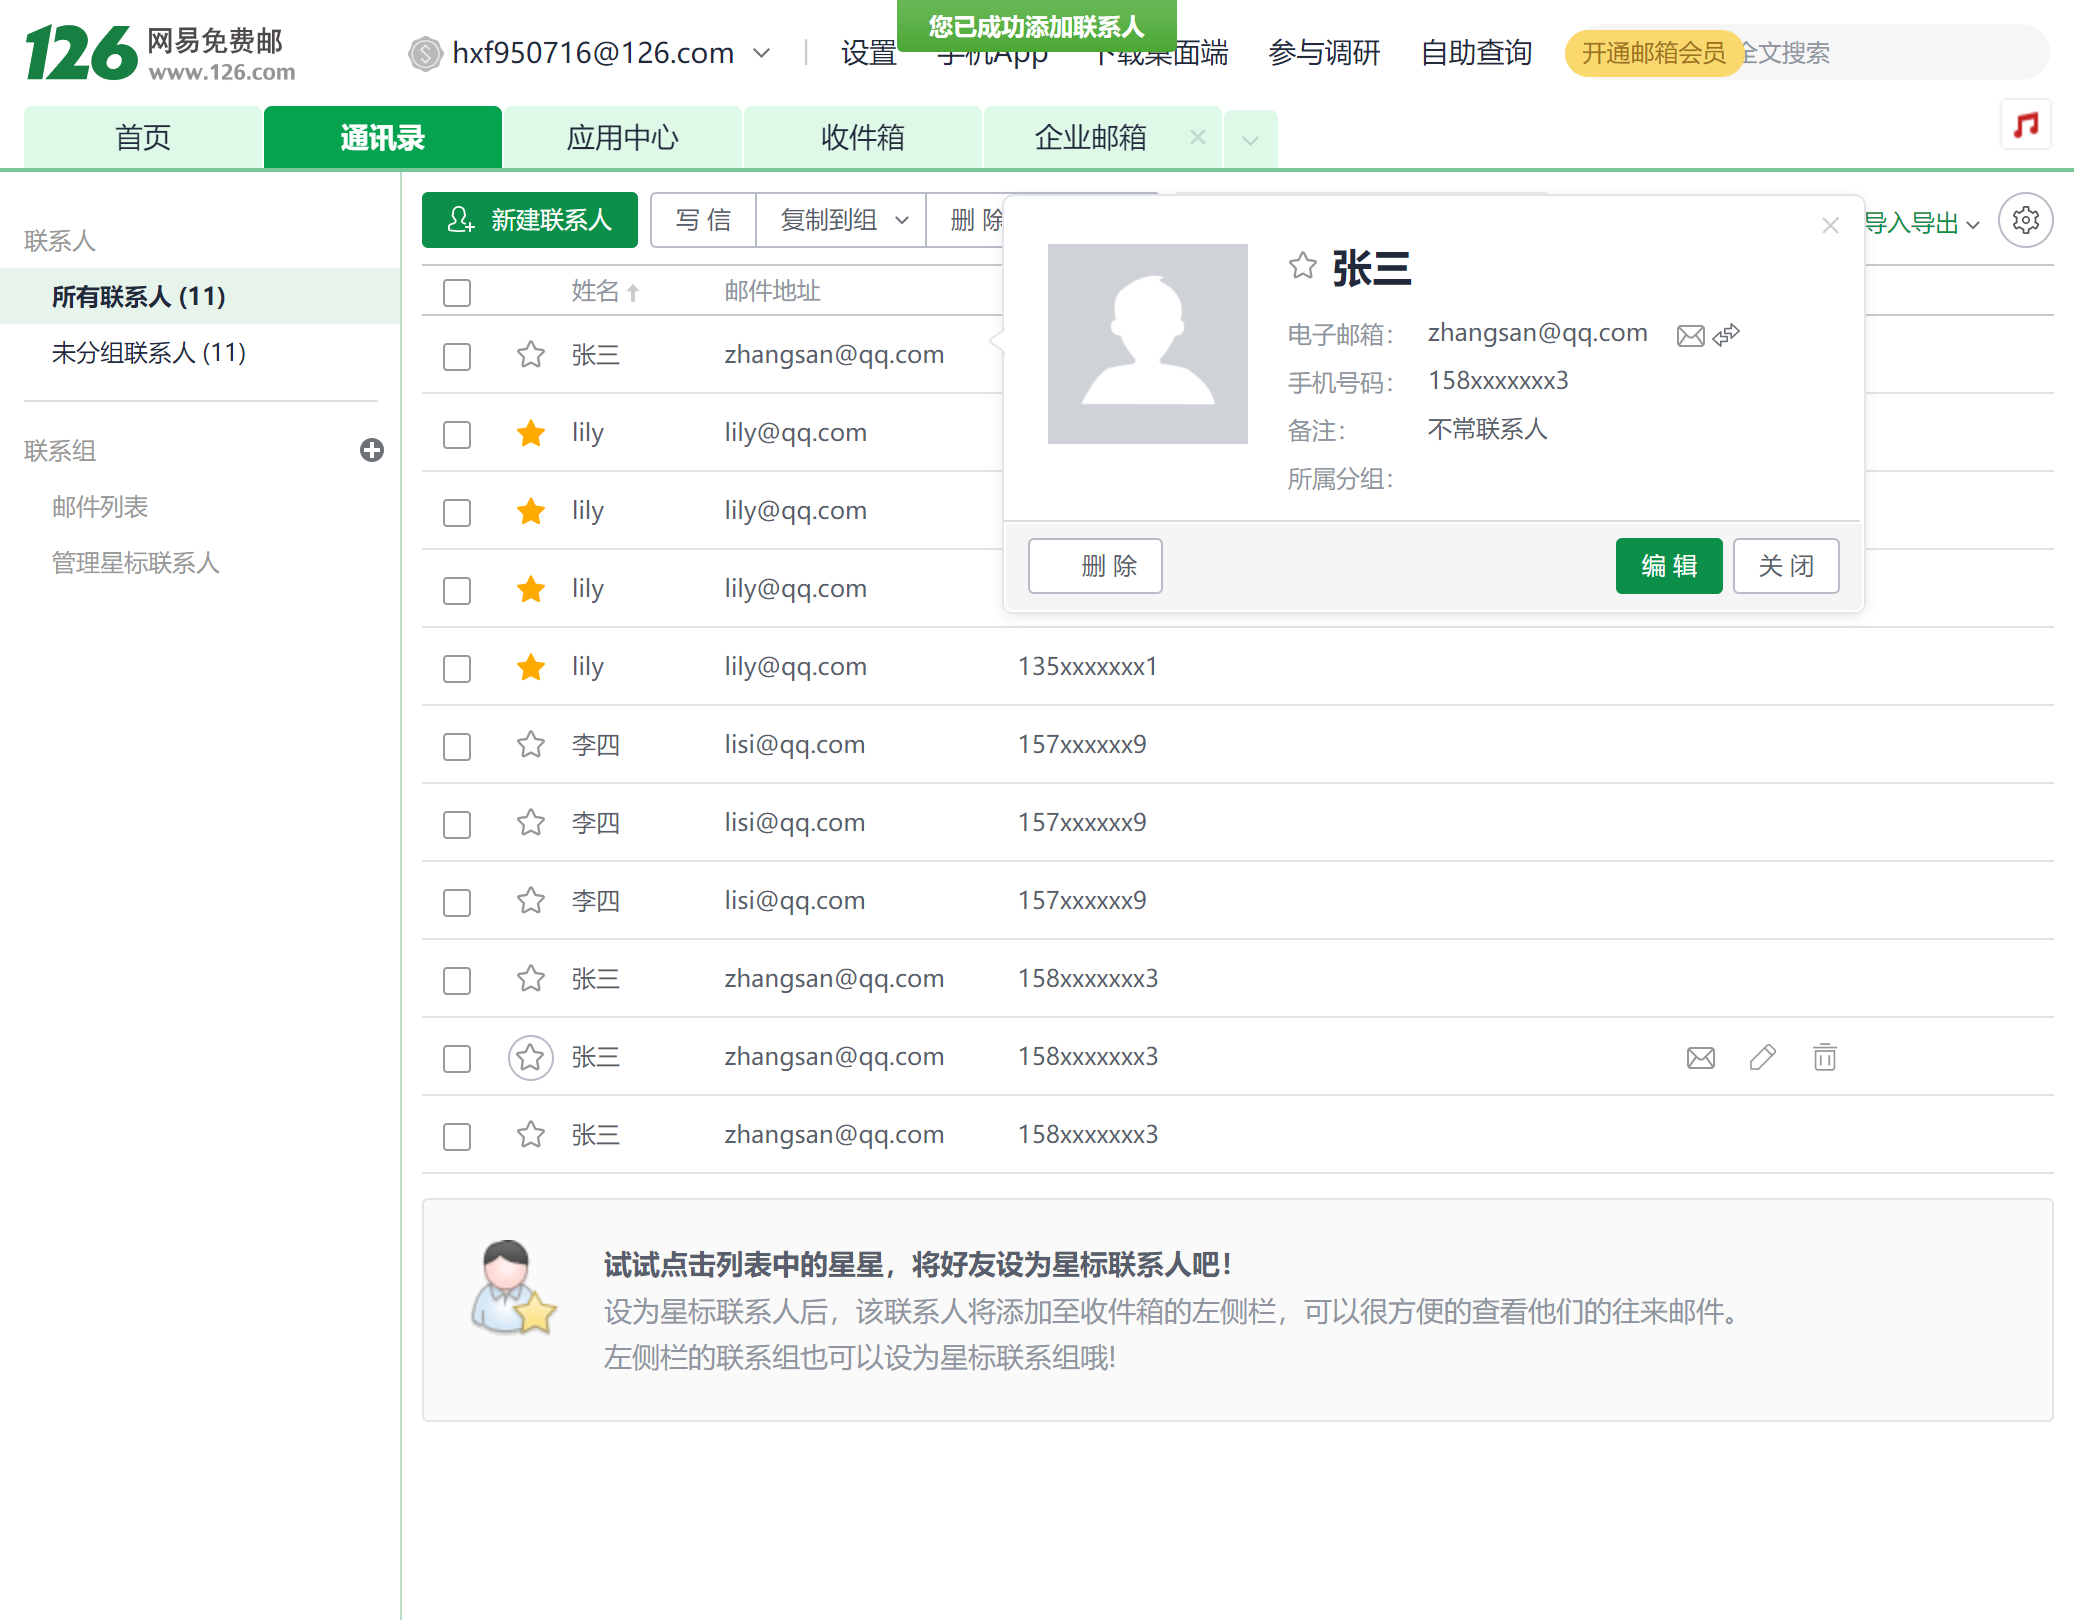 您已成功添加联系人
126 网易免费邮
www.126.com
hxf950716@126.com
设置 手机App 下载桌面端 参与调研 自助查询 开通邮箱会员 全文搜索
首页 通讯录 应用中心 收件箱 企业邮箱
联系人
所有联系人 (11)
未分组联系人 (11)
联系组
邮件列表
管理星标联系人
新建联系人 写 信 复制到组 删 除 导入导出
姓名 邮件地址
张三 zhangsan@qq.com
lily lily@qq.com
lily lily@qq.com
lily lily@qq.com
lily lily@qq.com 135xxxxxxx1
李四 lisi@qq.com 157xxxxxx9
李四 lisi@qq.com 157xxxxxx9
李四 lisi@qq.com 157xxxxxx9
张三 zhangsan@qq.com 158xxxxxxx3
张三 zhangsan@qq.com 158xxxxxxx3
张三 zhangsan@qq.com 158xxxxxxx3
张三
电子邮箱： zhangsan@qq.com
手机号码： 158xxxxxxx3
备注： 不常联系人
所属分组：
删 除 编 辑 关 闭
试试点击列表中的星星，将好友设为星标联系人吧！
设为星标联系人后，该联系人将添加至收件箱的左侧栏，可以很方便的查看他们的往来邮件。
左侧栏的联系组也可以设为星标联系组哦!